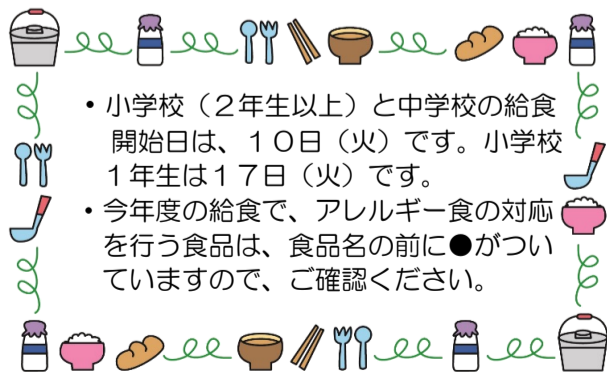 ・小学校（２年生以上）と中学校の給食
開始日は、１０日（火）です。小学校
１年生は１７日（火）です。
・今年度の給食で、アレルギー食の対応
を行う食品は、食品名の前に●がつい
ていますので、ご確認ください。